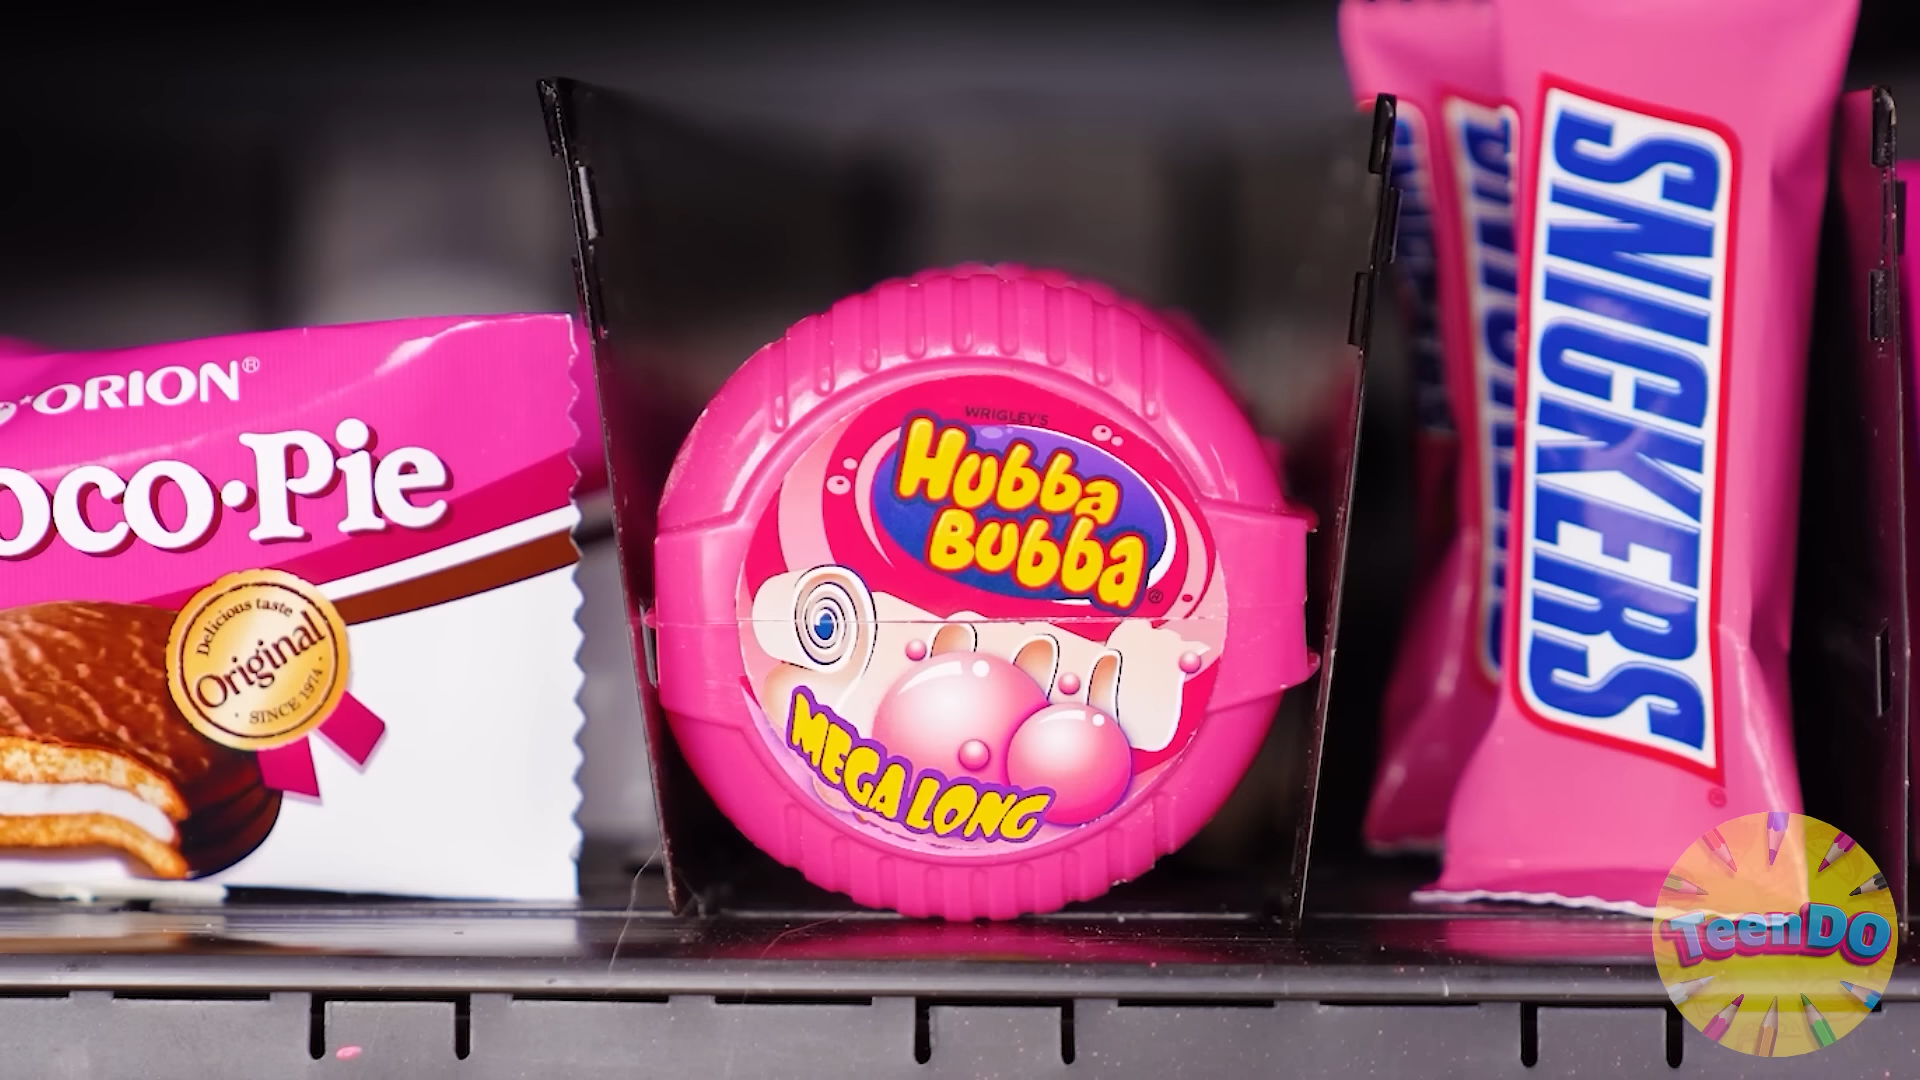 ORION®
oco·Pie
Delicious taste
Original
· SINCE 1974 ·
WRIGLEY'S
Hubba
Bubba®
MEGA LONG
SNICKERS
®
TeenDO